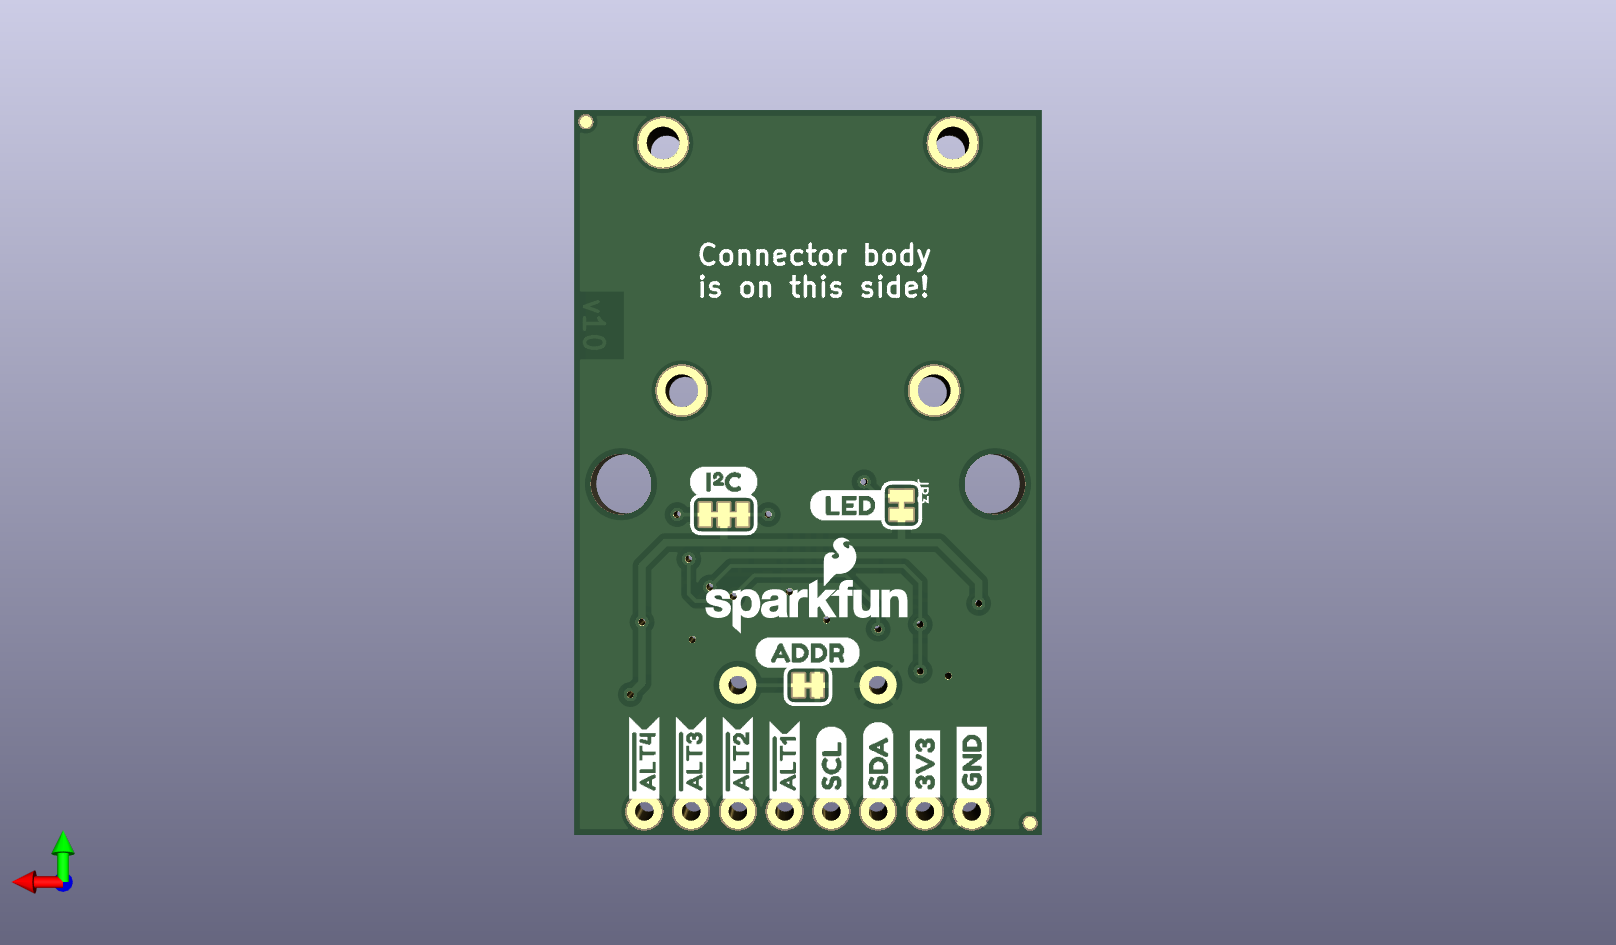 Connector body
is on this side!
v10
I²C
LED
JP3
sparkfun
ADDR
ALT4
ALT3
ALT2
ALT1
SCL
SDA
3V3
GND